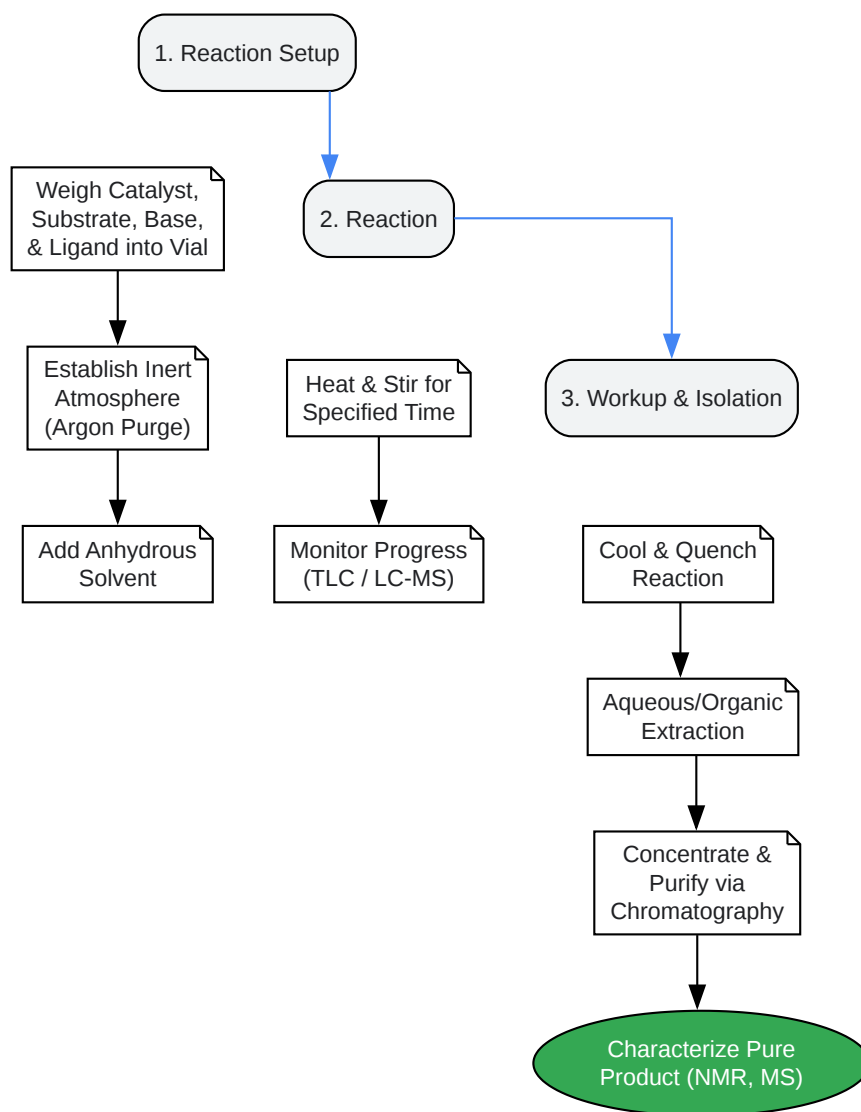 1. Reaction Setup
Weigh Catalyst,
Substrate, Base,
& Ligand into Vial
2. Reaction
Establish Inert
Atmosphere
(Argon Purge)
Heat & Stir for
Specified Time
3. Workup & Isolation
Add Anhydrous
Solvent
Monitor Progress
(TLC / LC-MS)
Cool & Quench
Reaction
Aqueous/Organic
Extraction
Concentrate &
Purify via
Chromatography
Characterize Pure
Product (NMR, MS)